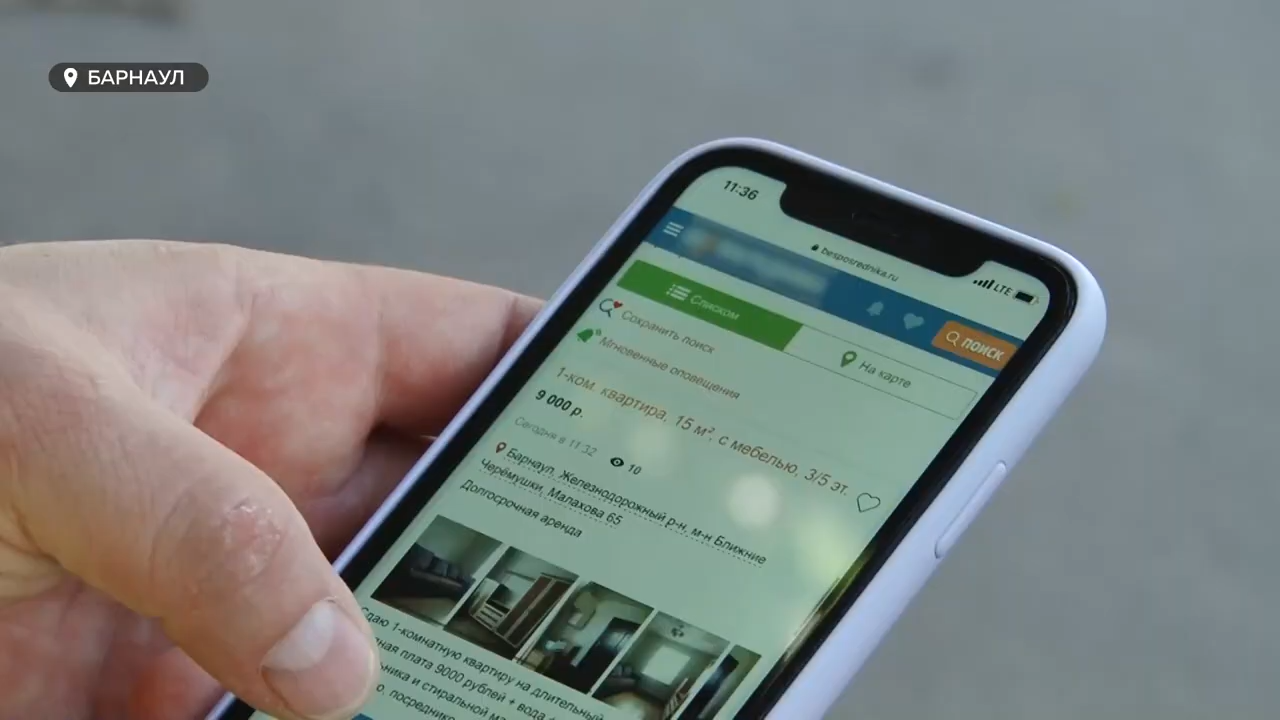 БАРНАУЛ
11:36
LTE
besposrednika.ru
ПОИСК
Списком
На карте
Сохранить поиск
Мгновенные оповещения
1-ком. квартира, 15 м², с мебелью, 3/5 эт.
9 000 р.
Сегодня в 11:32 10
Барнаул, Железнодорожный р-н, м-н Ближние
Черёмушки, Малахова 65
Долгосрочная аренда
Сдаю 1-комнатную квартиру на длительный
плата 9000 рублей + вода +
и стиральной